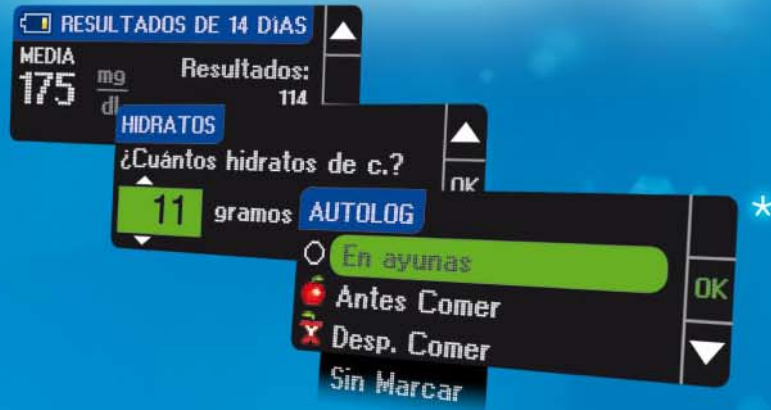 RESULTADOS DE 14 DíAS
MEDIA
175 mg
dl
Resultados:
114
HIDRATOS
¿Cuántos hidratos de c.?
OK
11 gramos
AUTOLOG
En ayunas
Antes Comer
OK
Desp. Comer
Sin Marcar
*